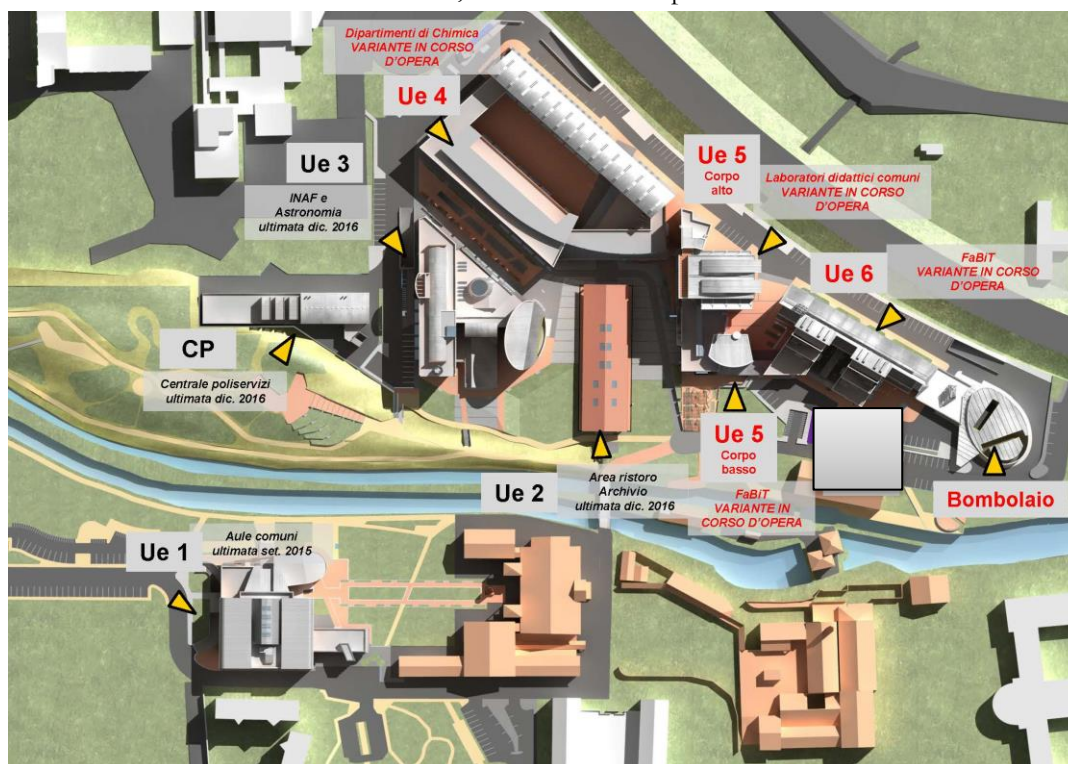 Dipartimenti di Chimica
VARIANTE IN CORSO
D'OPERA
Ue 4
Ue 3
INAF e
Astronomia
ultimata dic. 2016
Ue 5
Corpo
alto
Laboratori didattici comuni
VARIANTE IN CORSO
D'OPERA
Ue 6
FaBiT
VARIANTE IN CORSO
D'OPERA
CP
Centrale poliservizi
ultimata dic. 2016
Ue 5
Corpo
basso
Ue 2
Area ristoro
Archivio
ultimata dic. 2016
FaBiT
VARIANTE IN
CORSO D'OPERA
Bombolaio
Ue 1
Aule comuni
ultimata set. 2015